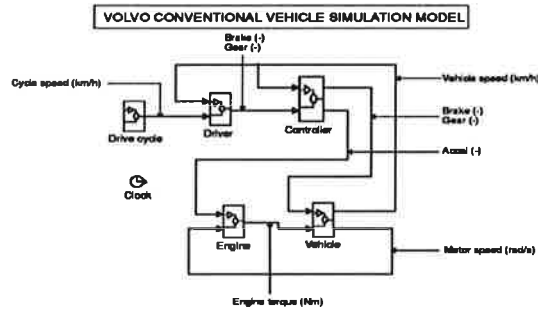 VOLVO CONVENTIONAL VEHICLE SIMULATION MODEL
Brake (-)
Gear (-)
Cycle speed (km/h)
Vehicle speed (km/h)
Brake (-)
Gear (-)
Drive cycle
Driver
Controller
Accel (-)
Clock
Engine
Vehicle
Motor speed (rad/s)
Engine torque (Nm)